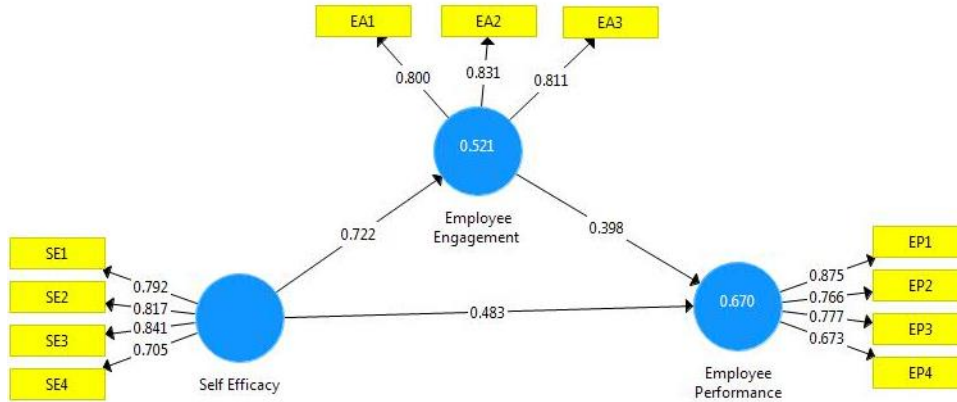 EA1
EA2
EA3
0.800
0.831
0.811
0.521
Employee
Engagement
0.722
0.398
SE1
SE2
SE3
SE4
0.792
0.817
0.841
0.705
Self Efficacy
0.483
0.670
Employee
Performance
0.875
0.766
0.777
0.673
EP1
EP2
EP3
EP4